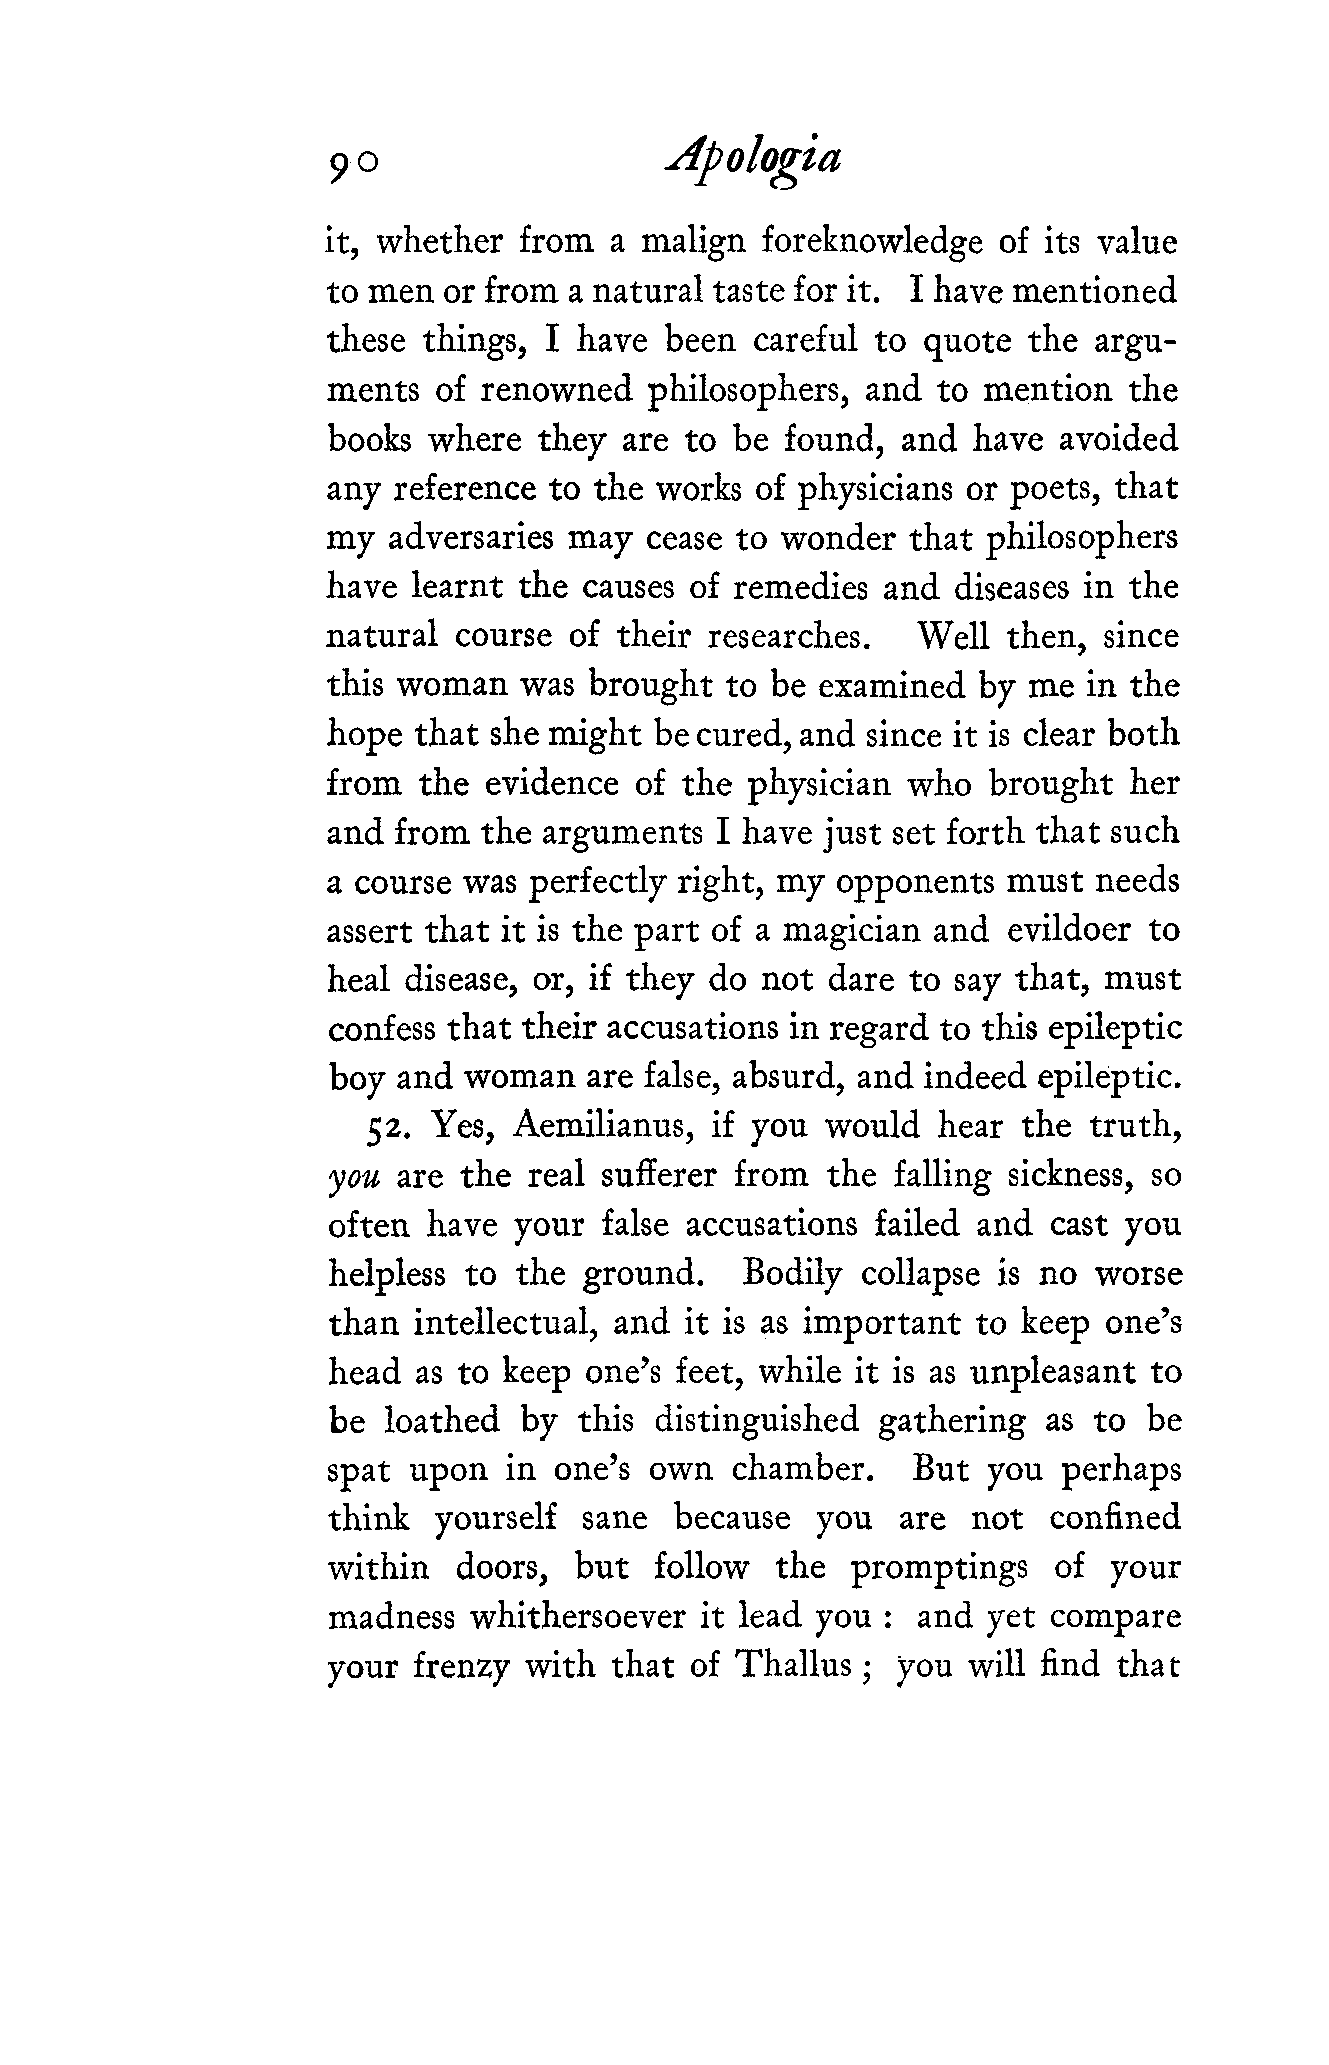 90 Apologia
it, whether from a malign foreknowledge of its value
to men or from a natural taste for it. I have mentioned
these things, I have been careful to quote the argu-
ments of renowned philosophers, and to mention the
books where they are to be found, and have avoided
any reference to the works of physicians or poets, that
my adversaries may cease to wonder that philosophers
have learnt the causes of remedies and diseases in the
natural course of their researches. Well then, since
this woman was brought to be examined by me in the
hope that she might be cured, and since it is clear both
from the evidence of the physician who brought her
and from the arguments I have just set forth that such
a course was perfectly right, my opponents must needs
assert that it is the part of a magician and evildoer to
heal disease, or, if they do not dare to say that, must
confess that their accusations in regard to this epileptic
boy and woman are false, absurd, and indeed epileptic.
52. Yes, Aemilianus, if you would hear the truth,
you are the real sufferer from the falling sickness, so
often have your false accusations failed and cast you
helpless to the ground. Bodily collapse is no worse
than intellectual, and it is as important to keep one's
head as to keep one's feet, while it is as unpleasant to
be loathed by this distinguished gathering as to be
spat upon in one's own chamber. But you perhaps
think yourself sane because you are not confined
within doors, but follow the promptings of your
madness whithersoever it lead you : and yet compare
your frenzy with that of Thallus ; you will find that